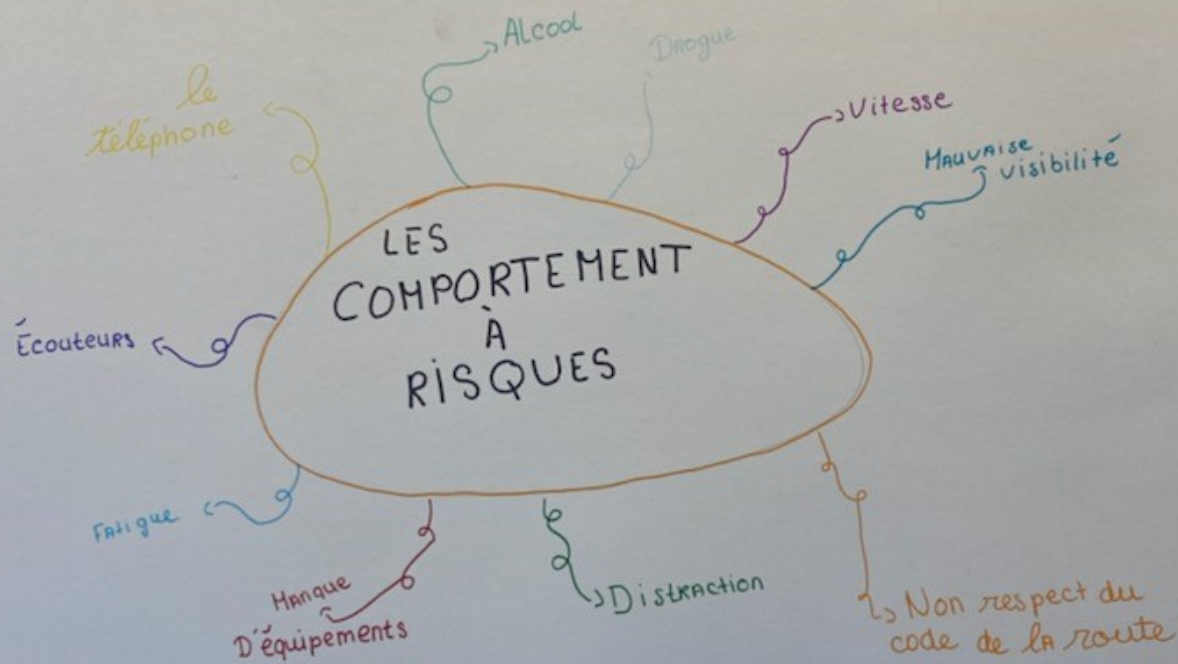 LES
COMPORTEMENT
À
RISQUES
le
téléphone
Alcool
Drogue
Vitesse
Mauvaise
visibilité
Non respect du
code de la route
Distraction
Manque
D'équipements
Fatigue
Écouteurs